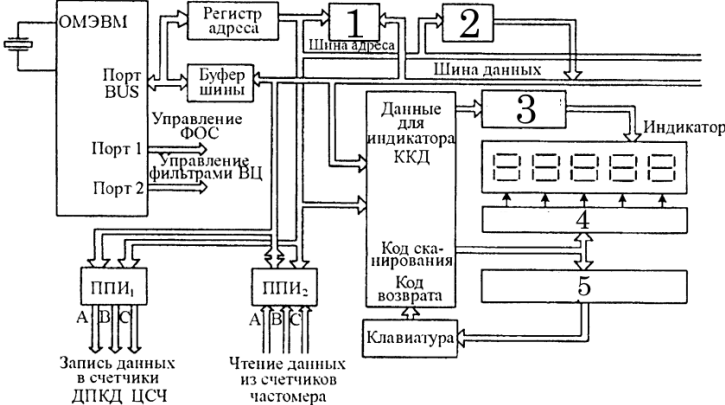 ОМЭВМ
Регистр
адреса
1
2
Шина адреса
Порт
BUS
Буфер
шины
Шина данных
Управление
ФОС
Порт 1
Управление
фильтрами ВЦ
Порт 2
Данные
для
индикатора
ККД
3
Индикатор
4
Код ска-
нирования
5
Код
возврата
Клавиатура
ППИ1
ППИ2
A B C
A B C
Запись данных
в счетчики
ДПКД ЦСЧ
Чтение данных
из счетчиков
частомера